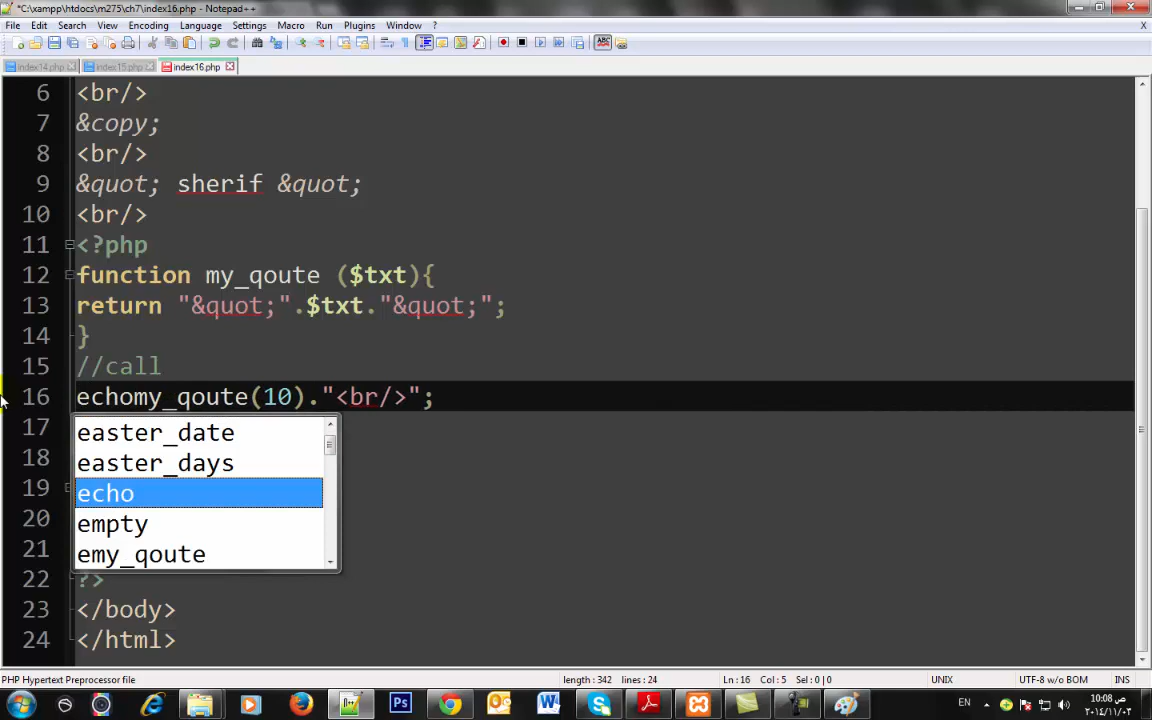 *C:\xampp\htdocs\m275\ch7\index16.php - Notepad++
File Edit Search View Encoding Language Settings Macro Run Plugins Window ? X
index14.php index15.php index16.php
6 <br/>
7 &copy;
8 <br/>
9 &quot; sherif &quot;
10 <br/>
11 <?php
12 function my_qoute ($txt){
13 return "&quot;".$txt."&quot;";
14 }
15 //call
16 echomy_qoute(10)."<br/>";
17
easter_date
18
easter_days
19
echo
20
empty
21
emy_qoute
22 ?>
23 </body>
24 </html>
PHP Hypertext Preprocessor file length : 342 lines : 24 Ln : 16 Col : 5 Sel : 0 | 0 UNIX UTF-8 w/o BOM INS
EN 10:08 ص
٢٠١٤/١١/٠٣